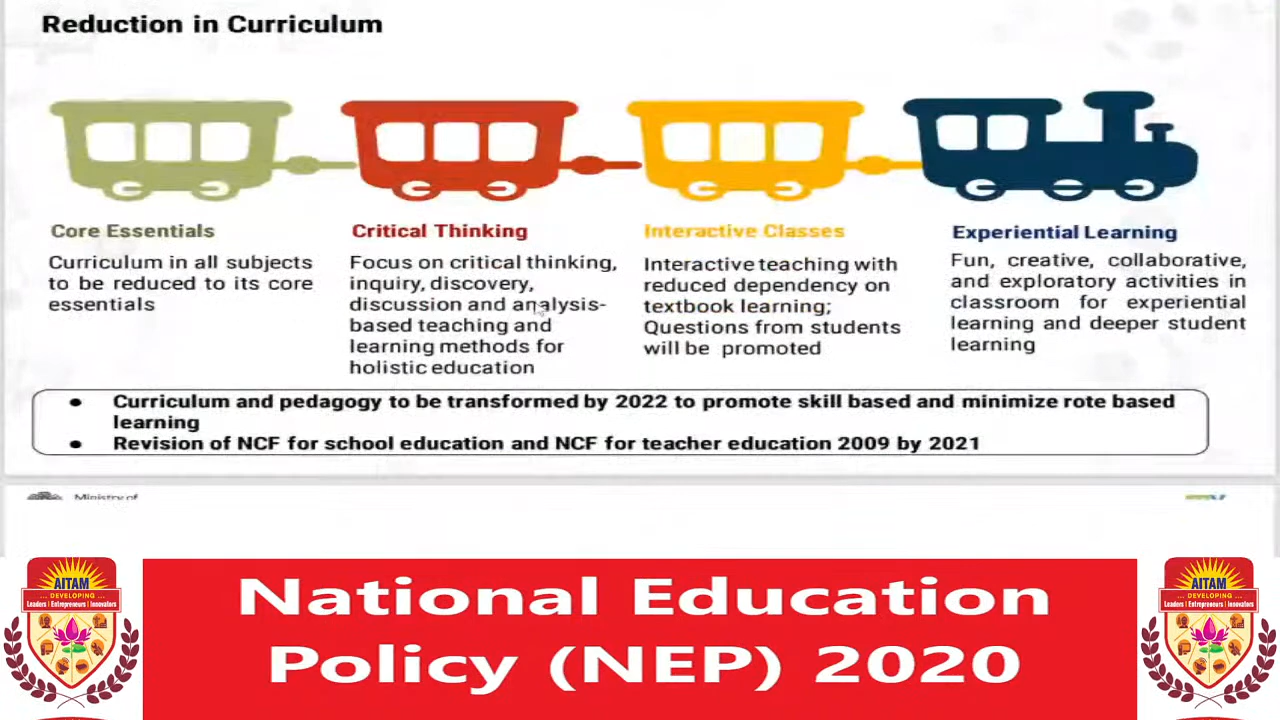 Reduction in Curriculum
Core Essentials
Curriculum in all subjects
to be reduced to its core
essentials
Critical Thinking
Focus on critical thinking,
inquiry, discovery,
discussion and analysis-
based teaching and
learning methods for
holistic education
Interactive Classes
Interactive teaching with
reduced dependency on
textbook learning;
Questions from students
will be promoted
Experiential Learning
Fun, creative, collaborative,
and exploratory activities in
classroom for experiential
learning and deeper student
learning
● Curriculum and pedagogy to be transformed by 2022 to promote skill based and minimize rote based
learning
● Revision of NCF for school education and NCF for teacher education 2009 by 2021
Ministry of
AITAM
... DEVELOPING ...
Leaders | Entrepreneurs | Innovators
National Education
Policy (NEP) 2020
AITAM
... DEVELOPING ...
Leaders | Entrepreneurs | Innovators